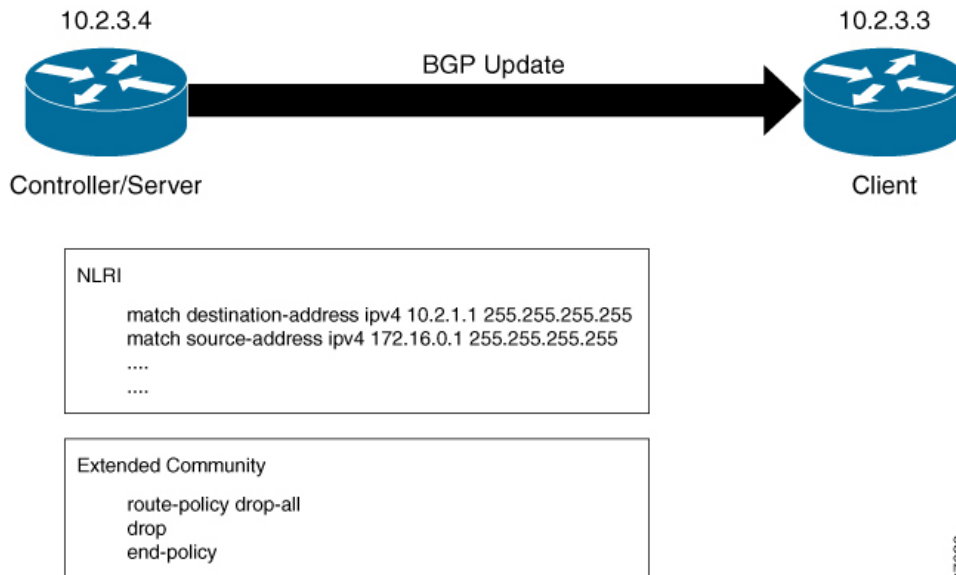 10.2.3.4
10.2.3.3
BGP Update
Controller/Server
Client
NLRI
match destination-address ipv4 10.2.1.1 255.255.255.255
match source-address ipv4 172.16.0.1 255.255.255.255
....
....
Extended Community
route-policy drop-all
drop
end-policy